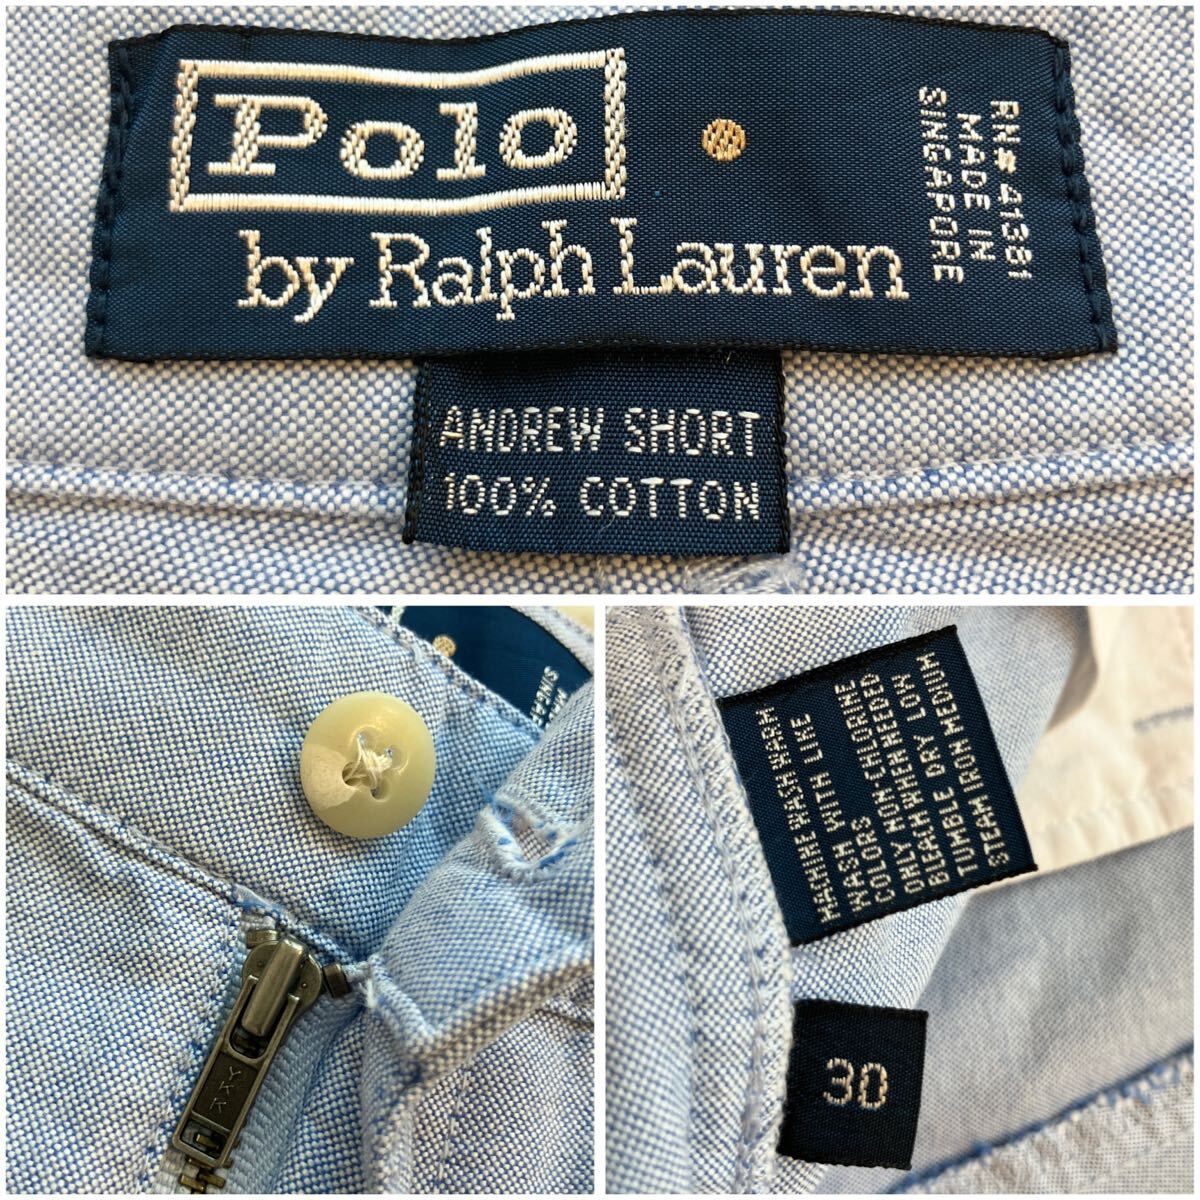 Polo
by Ralph Lauren
RN# 41381
MADE IN
SINGAPORE
ANDREW SHORT
100% COTTON
YKK
MACHINE WASH WARM
WASH WITH LIKE
COLORS
ONLY NON CHLORINE
BLEACH WHEN NEEDED
TUMBLE DRY LOW
STEAM IRON MEDIUM
30